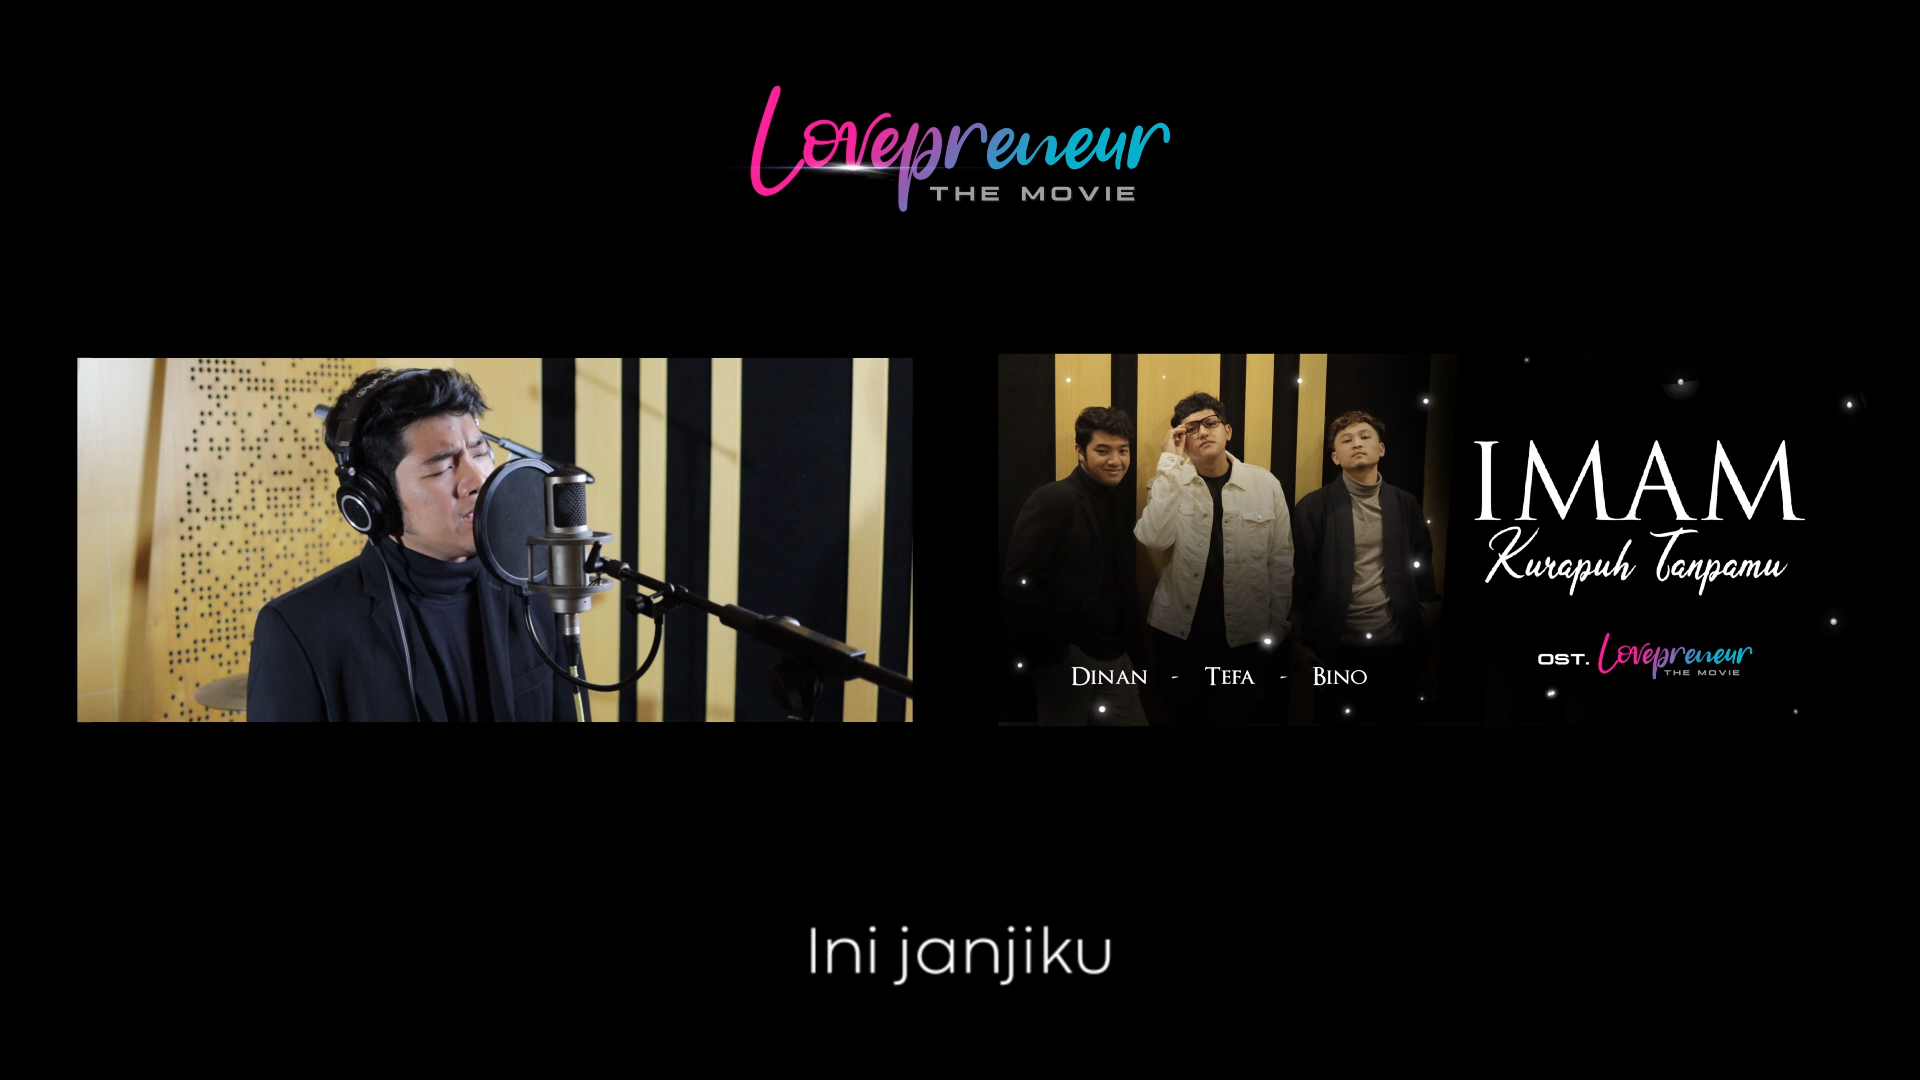 Lovepreneur
THE MOVIE
IMAM
Kurapuh Tanpamu
OST. Lovepreneur
THE MOVIE
DINAN - TEFA - BINO
Ini janjiku